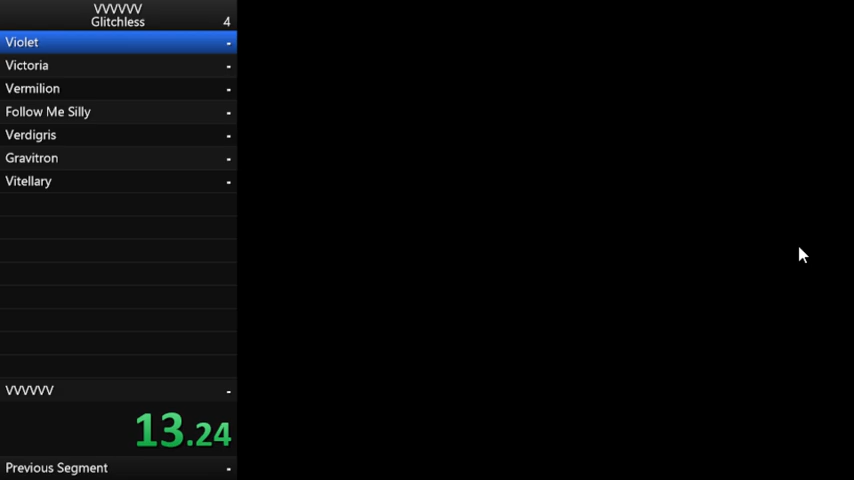 VVVVVV
Glitchless 4
Violet -
Victoria -
Vermilion -
Follow Me Silly -
Verdigris -
Gravitron -
Vitellary -
VVVVVV -
13.24
Previous Segment -